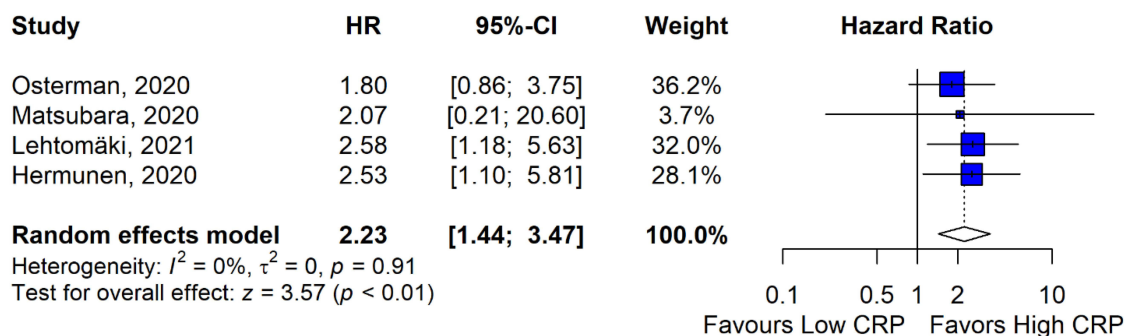 Study HR 95%-CI Weight Hazard Ratio
Osterman, 2020 1.80 [0.86; 3.75] 36.2%
Matsubara, 2020 2.07 [0.21; 20.60] 3.7%
Lehtomäki, 2021 2.58 [1.18; 5.63] 32.0%
Hermunen, 2020 2.53 [1.10; 5.81] 28.1%
Random effects model 2.23 [1.44; 3.47] 100.0%
Heterogeneity: I² = 0%, τ² = 0, p = 0.91
Test for overall effect: z = 3.57 (p < 0.01)
0.1 0.5 1 2 10
Favours Low CRP Favors High CRP